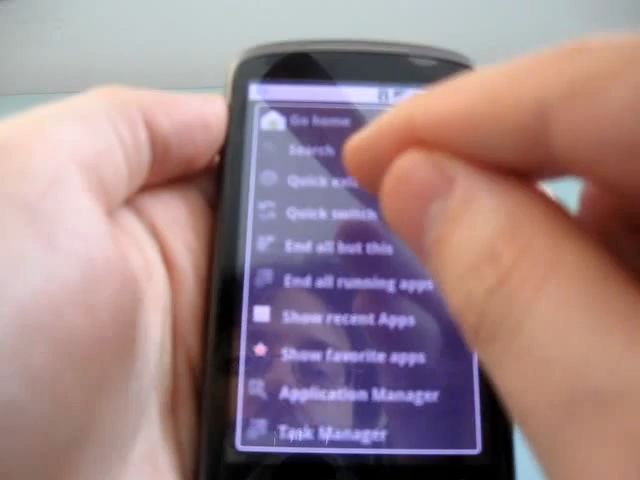 Go home
Search
Quick
Quick switch
End all but this
End all running apps
Show recent Apps
Show favorite apps
Application Manager
Task Manager